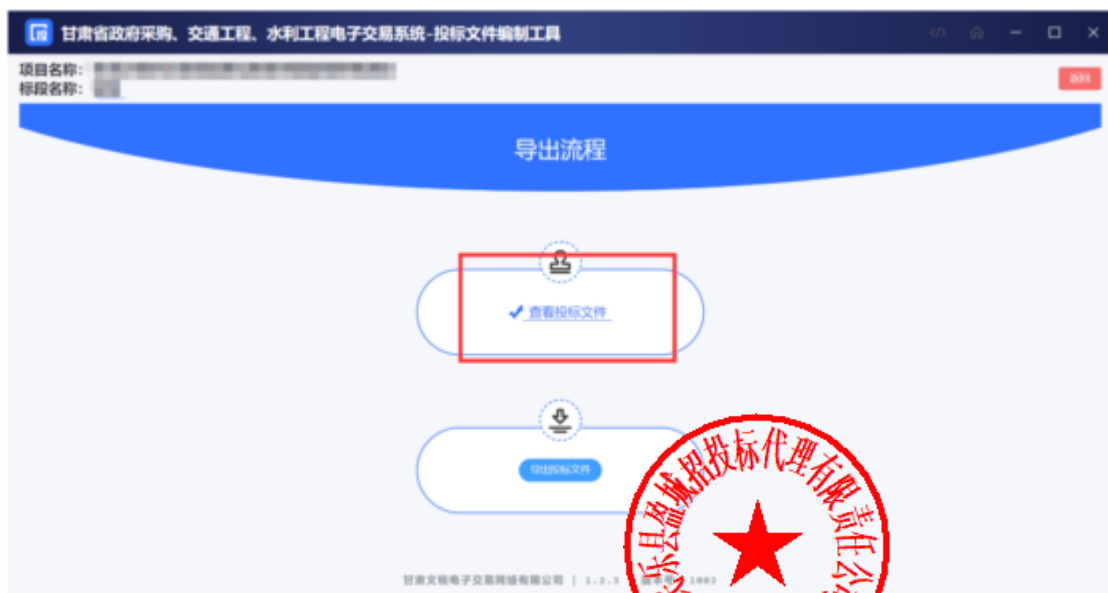 甘肃省政府采购、交通工程、水利工程电子交易系统-投标文件编制工具
项目名称：
标段名称：
返回
导出流程
查看投标文件
导出投标文件
招投标代理有限责任公
甘肃文锐电子交易网络有限公司 | 1.2.3
1002